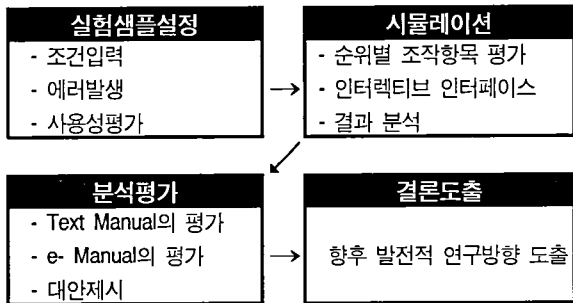 실험샘플설정
- 조건입력
- 에러발생
- 사용성평가
시뮬레이션
- 순위별 조작항목 평가
- 인터렉티브 인터페이스
- 결과 분석
분석평가
- Text Manual의 평가
- e- Manual의 평가
- 대안제시
결론도출
향후 발전적 연구방향 도출